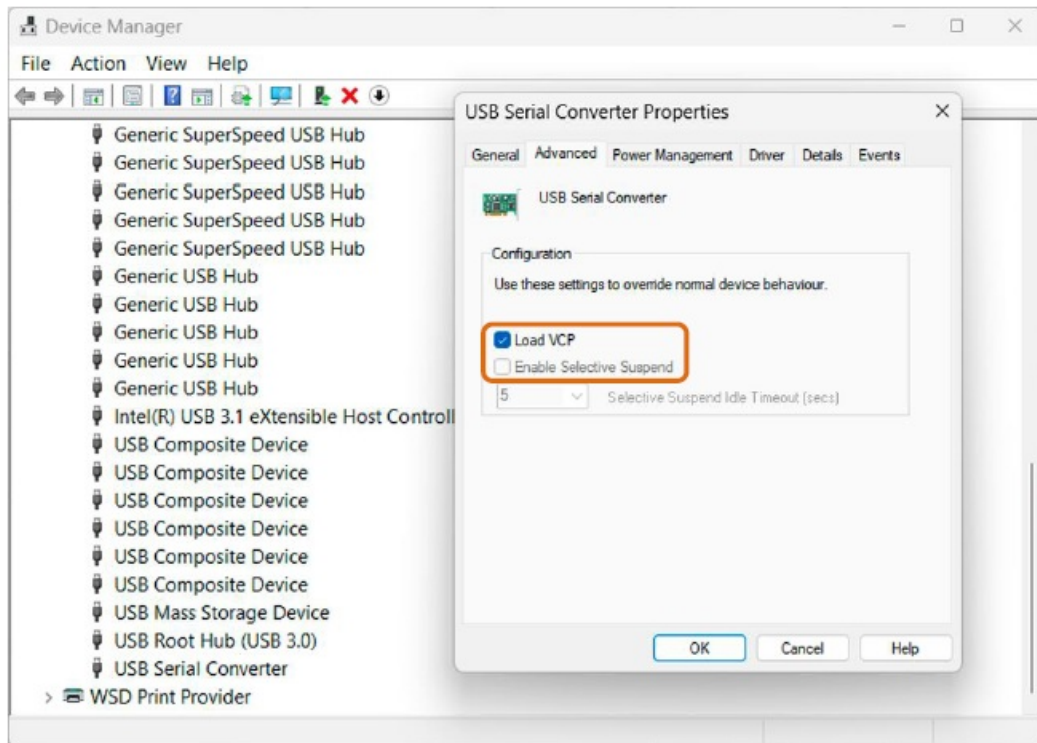 Device Manager
File Action View Help
Generic SuperSpeed USB Hub
Generic SuperSpeed USB Hub
Generic SuperSpeed USB Hub
Generic SuperSpeed USB Hub
Generic SuperSpeed USB Hub
Generic USB Hub
Generic USB Hub
Generic USB Hub
Generic USB Hub
Generic USB Hub
Intel(R) USB 3.1 eXtensible Host Controll
USB Composite Device
USB Composite Device
USB Composite Device
USB Composite Device
USB Composite Device
USB Composite Device
USB Mass Storage Device
USB Root Hub (USB 3.0)
USB Serial Converter
WSD Print Provider
USB Serial Converter Properties
General Advanced Power Management Driver Details Events
USB Serial Converter
Configuration
Use these settings to override normal device behaviour.
Load VCP
Enable Selective Suspend
5 Selective Suspend Idle Timeout (secs)
OK Cancel Help